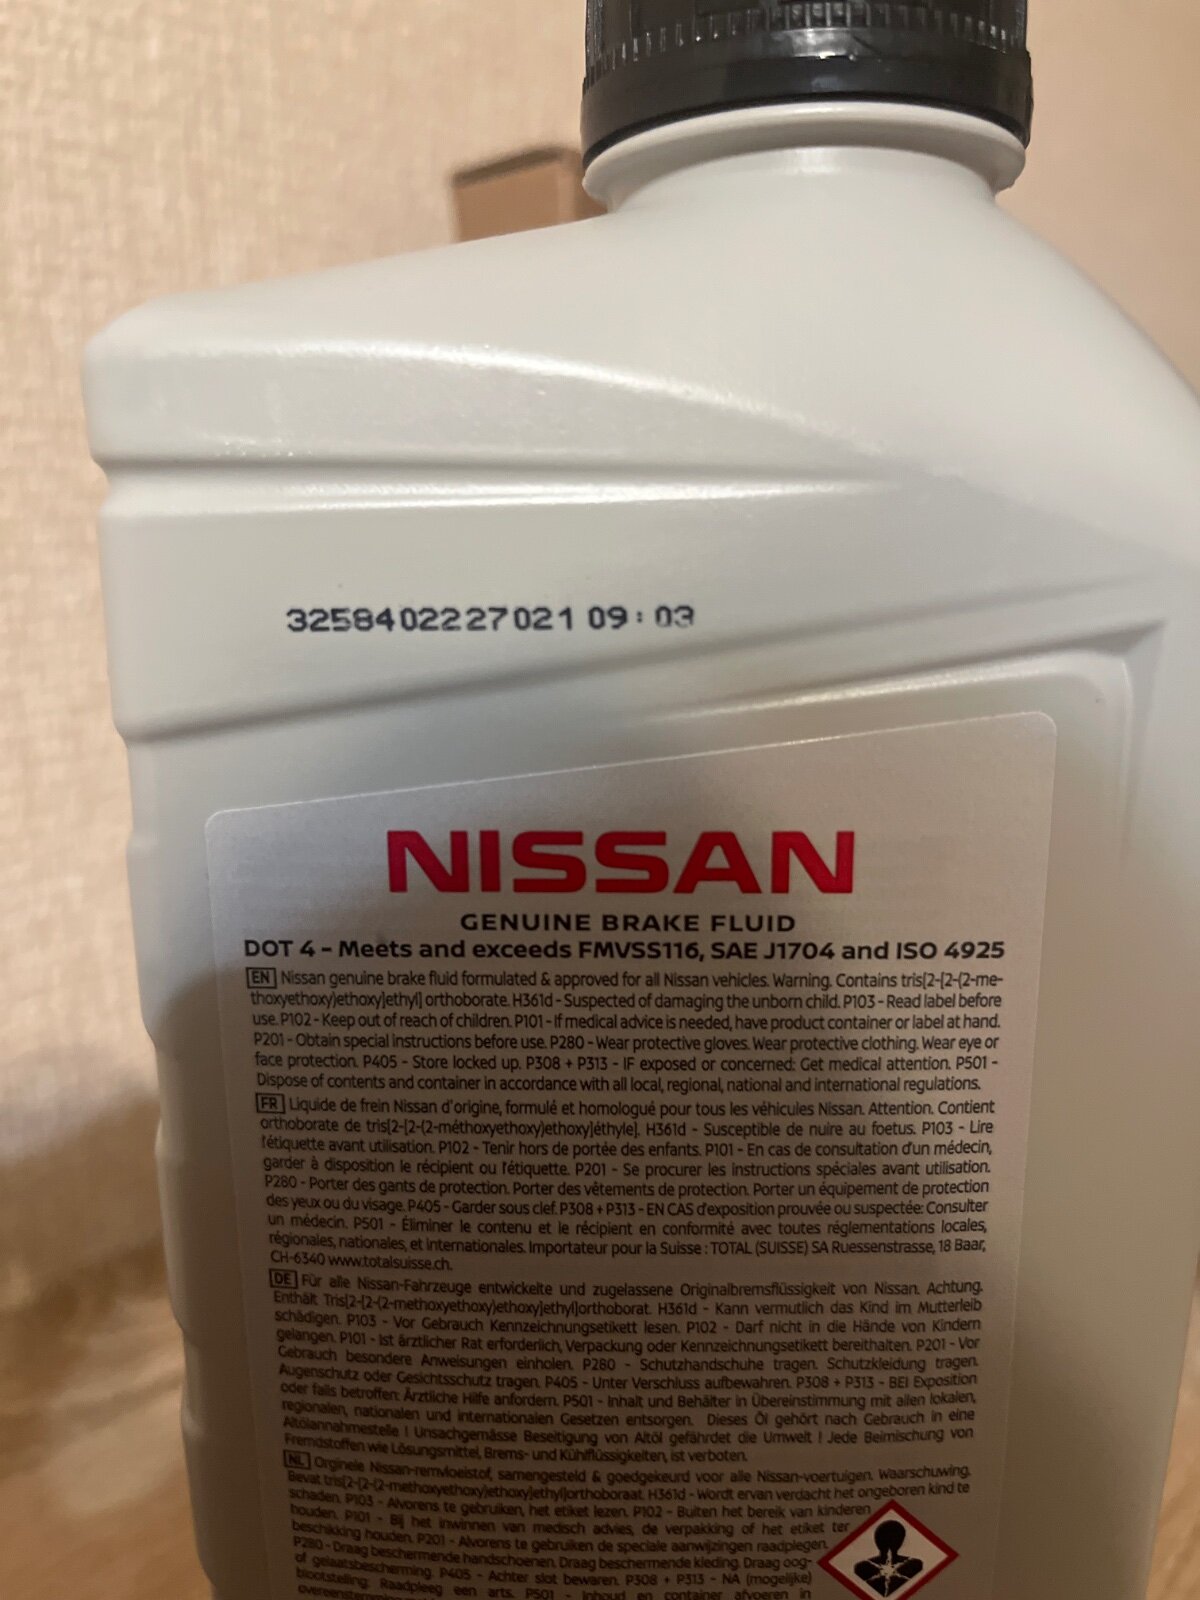 3258402227021 09:03
NISSAN
GENUINE BRAKE FLUID
DOT 4 – Meets and exceeds FMVSS116, SAE J1704 and ISO 4925
EN Nissan genuine brake fluid formulated & approved for all Nissan vehicles. Warning. Contains tris[2-[2-(2-me-
thoxyethoxy)ethoxy]ethyl] orthoborate. H361d - Suspected of damaging the unborn child. P103 - Read label before
use. P102 - Keep out of reach of children. P101 - If medical advice is needed, have product container or label at hand.
P201 - Obtain special instructions before use. P280 - Wear protective gloves. Wear protective clothing. Wear eye or
face protection. P405 - Store locked up. P308 + P313 - IF exposed or concerned: Get medical attention. P501 -
Dispose of contents and container in accordance with all local, regional, national and international regulations.
FR Liquide de frein Nissan d'origine, formulé et homologué pour tous les véhicules Nissan. Attention. Contient
orthoborate de tris[2-[2-(2-méthoxyethoxy)ethoxy]éthyle]. H361d - Susceptible de nuire au foetus. P103 - Lire
l'étiquette avant utilisation. P102 - Tenir hors de portée des enfants. P101 - En cas de consultation d'un médecin,
garder à disposition le récipient ou l'étiquette. P201 - Se procurer les instructions spéciales avant utilisation.
P280 - Porter des gants de protection. Porter des vêtements de protection. Porter un équipement de protection
des yeux ou du visage. P405 - Garder sous clef. P308 + P313 - EN CAS d'exposition prouvée ou suspectée: Consulter
un médecin. P501 - Éliminer le contenu et le récipient en conformité avec toutes réglementations locales,
régionales, nationales, et internationales. Importateur pour la Suisse : TOTAL (SUISSE) SA Ruessenstrasse, 18 Baar,
CH-6340 www.totalsuisse.ch.
DE Für alle Nissan-Fahrzeuge entwickelte und zugelassene Originalbremsflüssigkeit von Nissan. Achtung.
Enthält Tris[2-[2-(2-methoxyethoxy)ethoxy]ethyl]orthoborat. H361d - Kann vermutlich das Kind im Mutterleib
schädigen. P103 - Vor Gebrauch Kennzeichnungsetikett lesen. P102 - Darf nicht in die Hände von Kindern
gelangen. P101 - Ist ärztlicher Rat erforderlich, Verpackung oder Kennzeichnungsetikett bereithalten. P201 - Vor
Gebrauch besondere Anweisungen einholen. P280 - Schutzhandschuhe tragen. Schutzkleidung tragen.
Augenschutz oder Gesichtsschutz tragen. P405 - Unter Verschluss aufbewahren. P308 + P313 - BEI Exposition
oder falls betroffen: Ärztliche Hilfe anfordern. P501 - Inhalt und Behälter in Übereinstimmung mit allen lokalen,
regionalen, nationalen und internationalen Gesetzen entsorgen. Dieses Öl gehört nach Gebrauch in eine
Altölannahmestelle ! Unsachgemässe Beseitigung von Altöl gefährdet die Umwelt ! Jede Beimischung von
Fremdstoffen wie Lösungsmittel, Brems- und Kühlflüssigkeiten, ist verboten.
NL Orginele Nissan-remvloeistof, samengesteld & goedgekeurd voor alle Nissan-voertuigen. Waarschuwing.
Bevat tris[2-[2-(2-methoxyethoxy)ethoxy]ethyl]orthoboraat. H361d - Wordt ervan verdacht het ongeboren kind te
schaden. P103 - Alvorens te gebruiken, het etiket lezen. P102 - Buiten het bereik van kinderen
houden. P101 - Bij het inwinnen van medisch advies, de verpakking of het etiket ter
beschikking houden. P201 - Alvorens te gebruiken de speciale aanwijzingen raadplegen.
P280 - Draag beschermende handschoenen. Draag beschermende kleding. Draag oog-
of gelaatsbescherming. P405 - Achter slot bewaren. P308 + P313 - NA (mogelijke)
blootstelling: Raadpleeg een arts. P501 - Inhoud en container afvoeren in